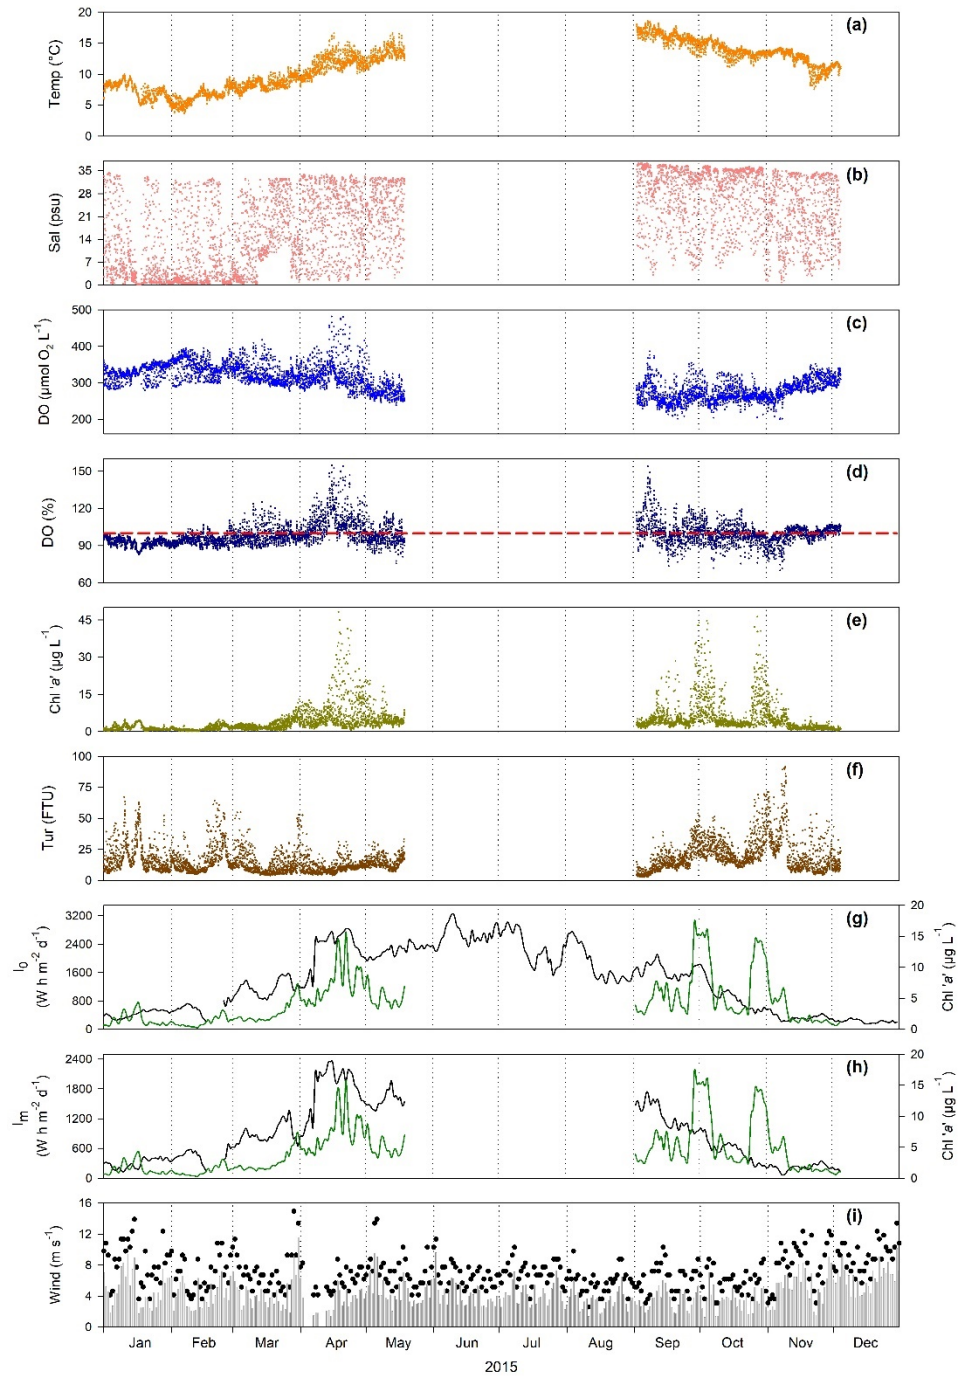 (a)
Temp (°C)
20
15
10
5
0
(b)
Sal (psu)
35
28
21
14
7
0
(c)
DO (µmol O₂ L⁻¹)
500
400
300
200
(d)
DO (%)
150
120
90
60
(e)
Chl 'a' (µg L⁻¹)
45
30
15
0
(f)
Tur (FTU)
100
75
50
25
0
(g)
I₀
(W h m⁻² d⁻¹)
3200
2400
1600
800
0
20
15
10
5
0
Chl 'a' (µg L⁻¹)
(h)
Iₘ
(W h m⁻² d⁻¹)
2400
1800
1200
600
0
20
15
10
5
0
Chl 'a' (µg L⁻¹)
(i)
Wind (m s⁻¹)
16
12
8
4
0
Jan Feb Mar Apr May Jun Jul Aug Sep Oct Nov Dec
2015